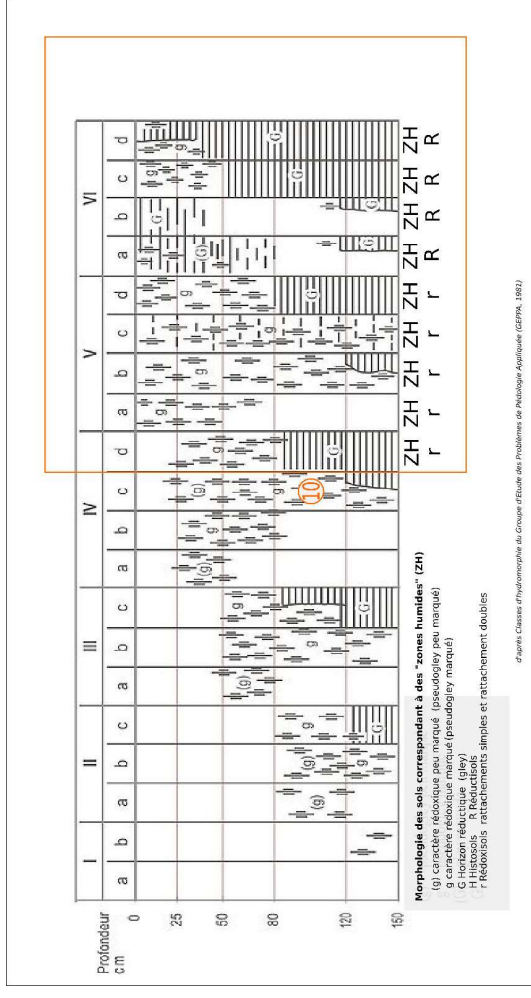 I II III IV V VI
a b a b c a b c a b c d a b c d a b c d
Profondeur
cm
0
g G g
25
g g
(g) g (g) g g (G)
50
(g) g
80
g g G
(g) (g) g g G g G G
10
120
g G G G G
150
ZH ZH ZH ZH ZH ZH ZH ZH ZH
r r r r r R R R R
Morphologie des sols correspondant à des "zones humides" (ZH)
(g) caractère rédoxique peu marqué (pseudogley peu marqué)
g caractère rédoxique marqué (pseudogley marqué)
G Horizon réductique (gley)
H Histosols R Réductisols
r Rédoxisols rattachements simples et rattachement doubles
d'après Classes d'hydromorphie du Groupe d'Etude des Problèmes de Pédologie Appliquée (GEPPA, 1981)